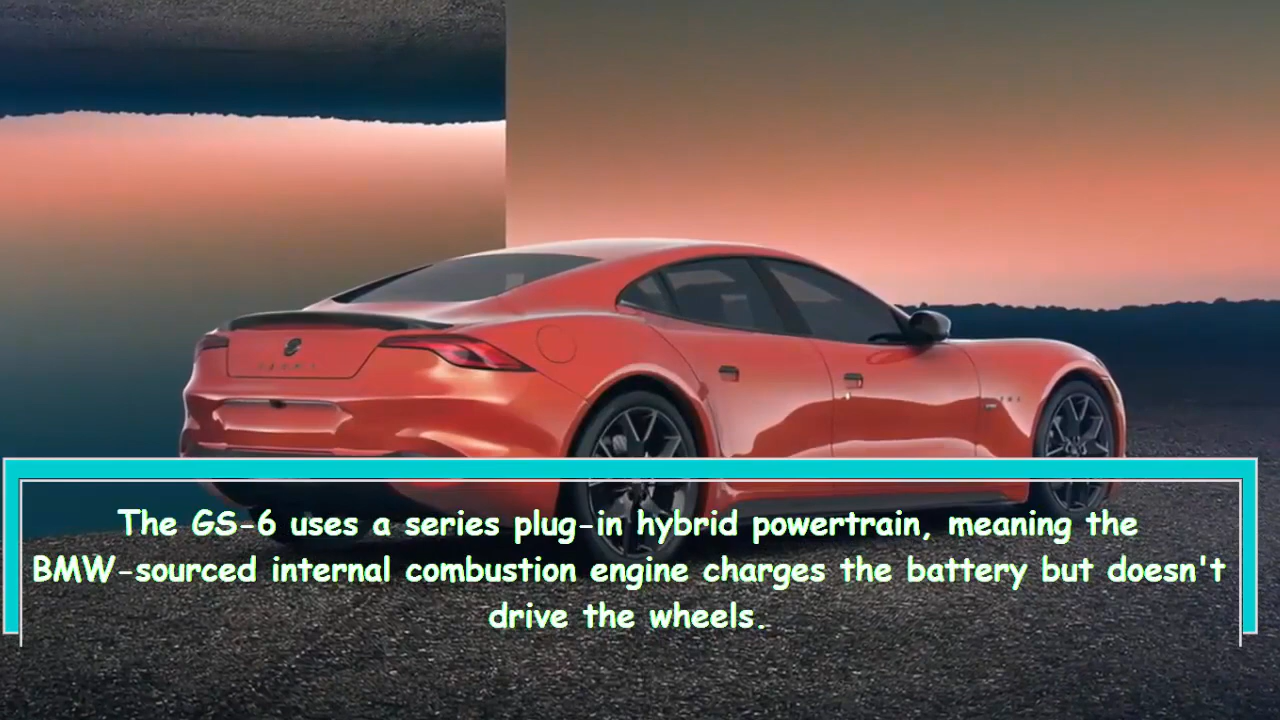 The GS-6 uses a series plug-in hybrid powertrain, meaning the
BMW-sourced internal combustion engine charges the battery but doesn't
drive the wheels.